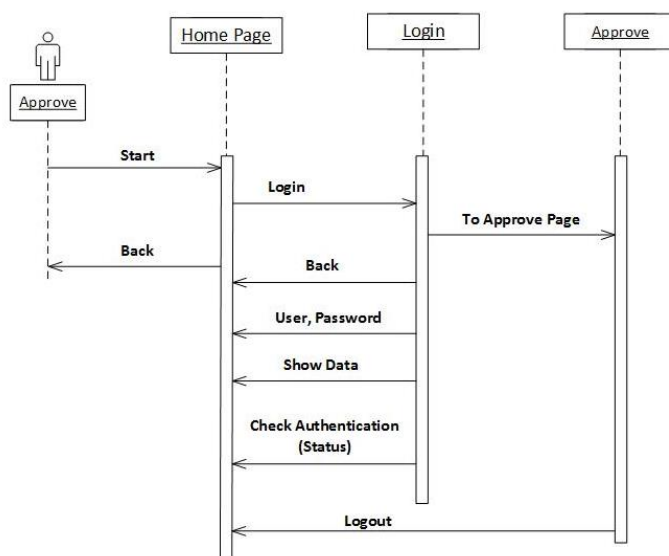 Home Page
Login
Approve
Approve
Start
Login
To Approve Page
Back
Back
User, Password
Show Data
Check Authentication
(Status)
Logout